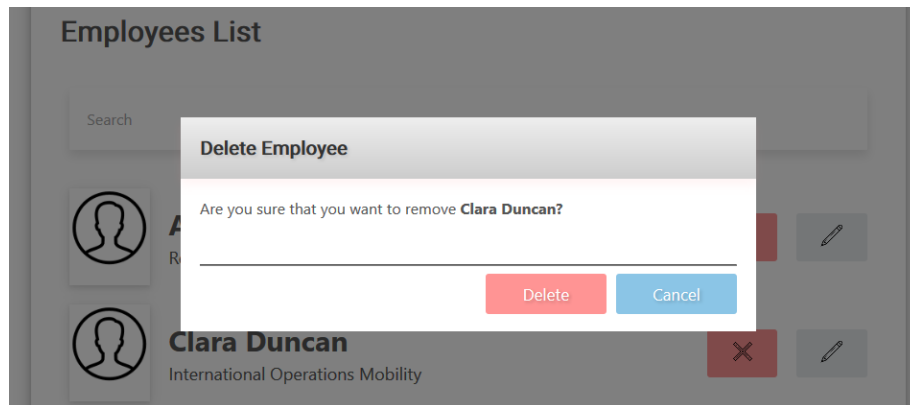 Employees List
Search
Delete Employee
Are you sure that you want to remove Clara Duncan?
Delete
Cancel
Clara Duncan
International Operations Mobility